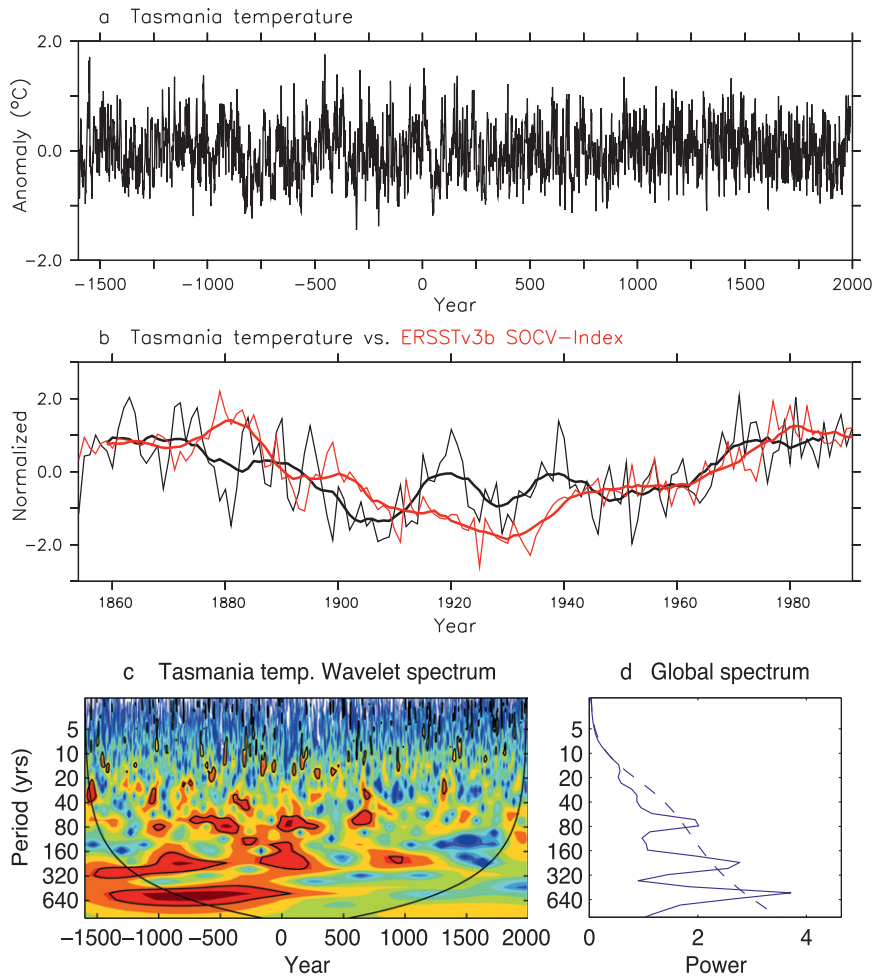 a Tasmania temperature
2.0
0.0
−2.0
Anomaly (°C)
−1500 −1000 −500 0 500 1000 1500 2000
Year
b Tasmania temperature vs. ERSSTv3b SOCV−Index
2.0
0.0
−2.0
Normalized
1860 1880 1900 1920 1940 1960 1980
Year
c Tasmania temp. Wavelet spectrum
5
10
20
40
80
160
320
640
Period (yrs)
−1500 −1000 −500 0 500 1000 1500 2000
Year
d Global spectrum
5
10
20
40
80
160
320
640
0 2 4
Power